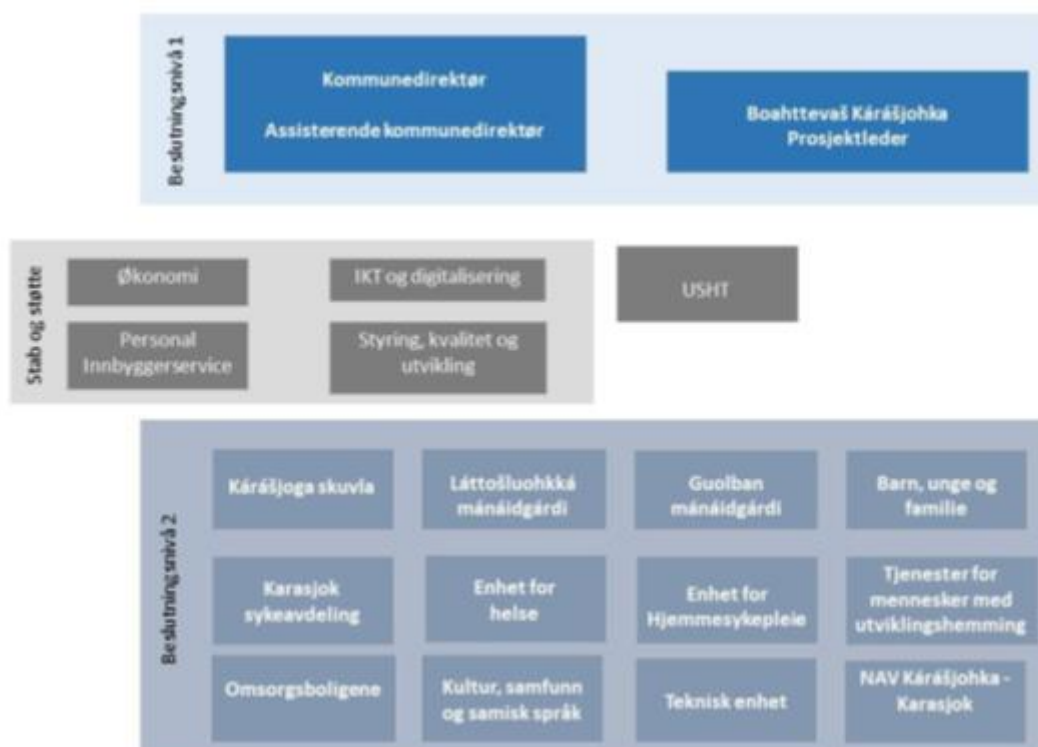 Beslutningsnivå 1
Kommunedirektør
Assisterende kommunedirektør
Boahttevaš Kárášjohka
Prosjektleder
Stab og støtte
Økonomi
IKT og digitalisering
Personal
Innbyggerservice
Styring, kvalitet og
utvikling
USHT
Beslutningsnivå 2
Kárášjoga skuvla
Láttošluohkká
mánáidgárdi
Guolban
mánáidgárdi
Barn, unge og
familie
Karasjok
sykeavdeling
Enhet for
helse
Enhet for
Hjemmesykepleie
Tjenester for
mennesker med
utviklingshemming
Omsorgsboligene
Kultur, samfunn
og samisk språk
Teknisk enhet
NAV Kárášjohka -
Karasjok